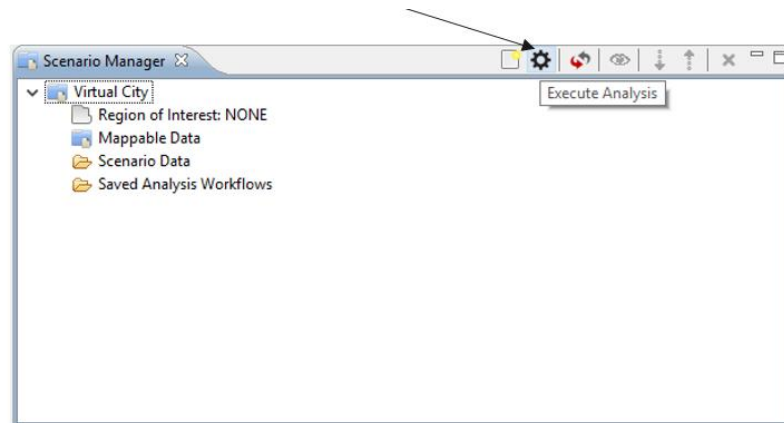 Scenario Manager
Execute Analysis
Virtual City
Region of Interest: NONE
Mappable Data
Scenario Data
Saved Analysis Workflows